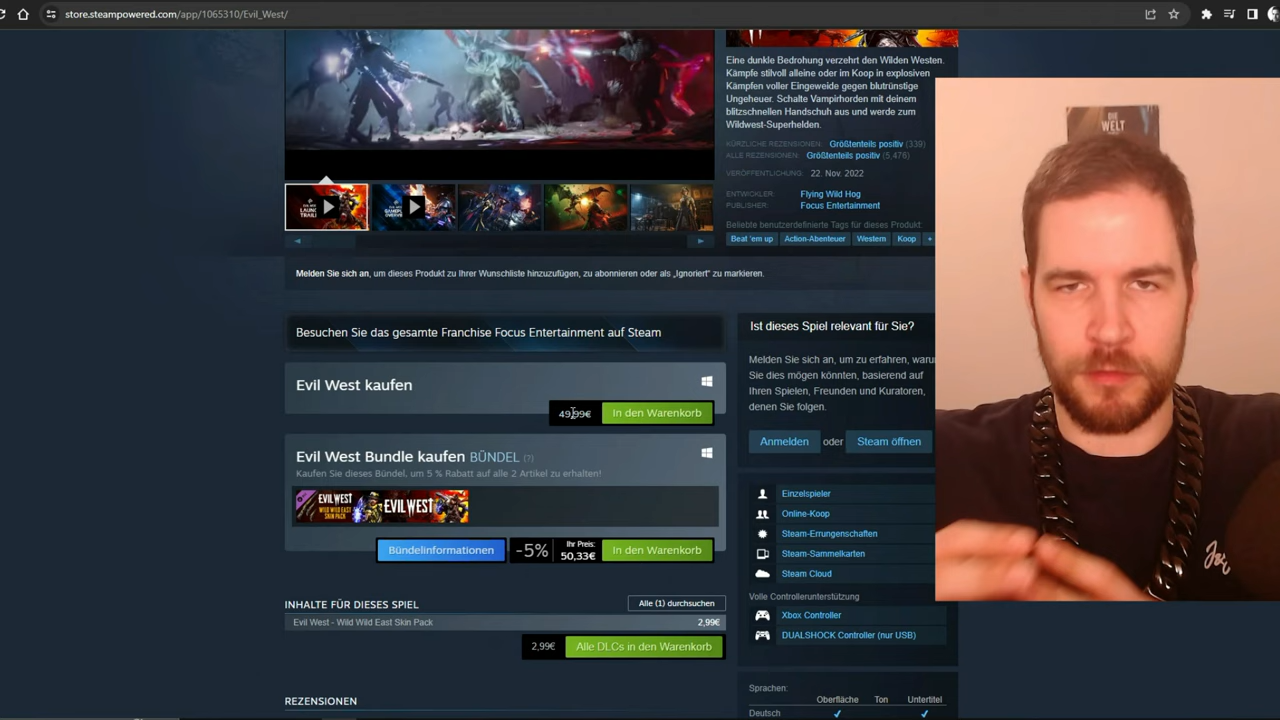 store.steampowered.com/app/1065310/Evil_West/
Eine dunkle Bedrohung verzehrt den Wilden Westen.
Kämpfe stilvoll alleine oder im Koop in explosiven
Kämpfen voller Eingeweide gegen blutrünstige
Ungeheuer. Schalte Vampirhorden mit deinem
blitzschnellen Handschuh aus und werde zum
Wildwest-Superhelden.
KÜRZLICHE REZENSIONEN: Größtenteils positiv (339)
ALLE REZENSIONEN: Größtenteils positiv (5,476)
VERÖFFENTLICHUNG: 22. Nov. 2022
ENTWICKLER: Flying Wild Hog
PUBLISHER: Focus Entertainment
Beliebte benutzerdefinierte Tags für dieses Produkt:
Beat 'em up Action-Abenteuer Western Koop +
DIE
WELT
Melden Sie sich an, um dieses Produkt zu Ihrer Wunschliste hinzuzufügen, zu abonnieren oder als „Ignoriert" zu markieren.
Besuchen Sie das gesamte Franchise Focus Entertainment auf Steam
Evil West kaufen
49,99€ In den Warenkorb
Evil West Bundle kaufen BÜNDEL (?)
Kaufen Sie dieses Bündel, um 5 % Rabatt auf alle 2 Artikel zu erhalten!
EVIL WEST
WILD WILD EAST
SKIN PACK
EVIL WEST
Bündelinformationen -5% Ihr Preis: 50,33€ In den Warenkorb
INHALTE FÜR DIESES SPIEL Alle (1) durchsuchen
Evil West - Wild Wild East Skin Pack 2,99€
2,99€ Alle DLCs in den Warenkorb
REZENSIONEN
Ist dieses Spiel relevant für Sie?
Melden Sie sich an, um zu erfahren, waru
Sie dies mögen könnten, basierend auf
Ihren Spielen, Freunden und Kuratoren,
denen Sie folgen.
Anmelden oder Steam öffnen
Einzelspieler
Online-Koop
Steam-Errungenschaften
Steam-Sammelkarten
Steam Cloud
Volle Controllerunterstützung
Xbox Controller
DUALSHOCK Controller (nur USB)
Sprachen:
Oberfläche Ton Untertitel
Deutsch ✓ ✓